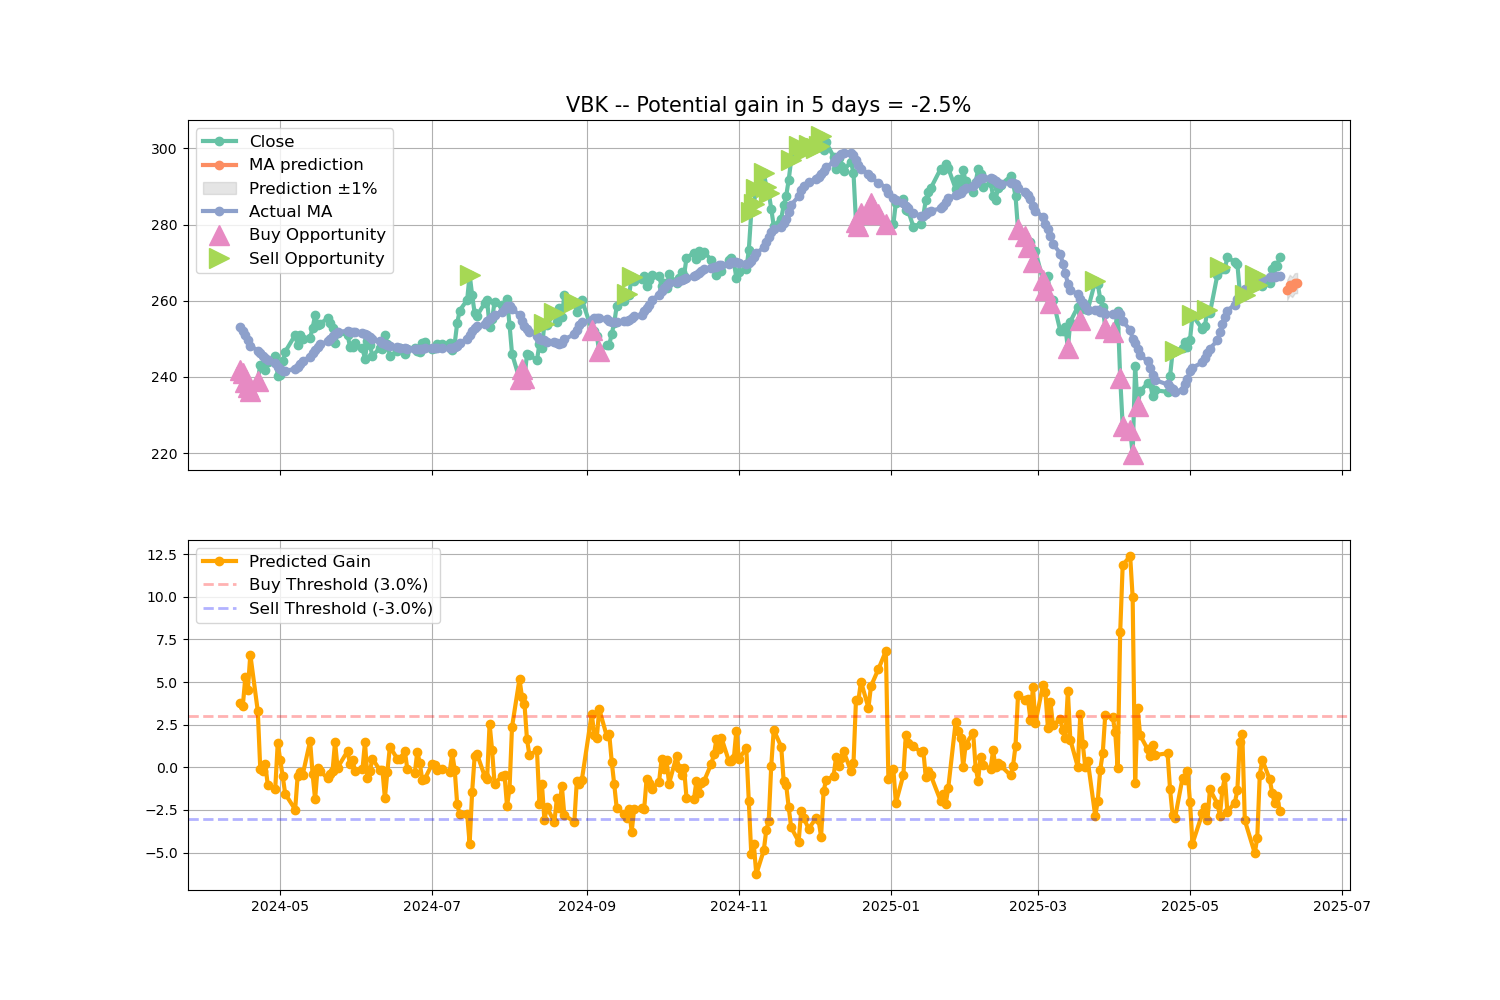 VBK -- Potential gain in 5 days = -2.5%
Close
MA prediction
Prediction ±1%
Actual MA
Buy Opportunity
Sell Opportunity
300
280
260
240
220
Predicted Gain
Buy Threshold (3.0%)
Sell Threshold (-3.0%)
12.5
10.0
7.5
5.0
2.5
0.0
−2.5
−5.0
2024-05 2024-07 2024-09 2024-11 2025-01 2025-03 2025-05 2025-07